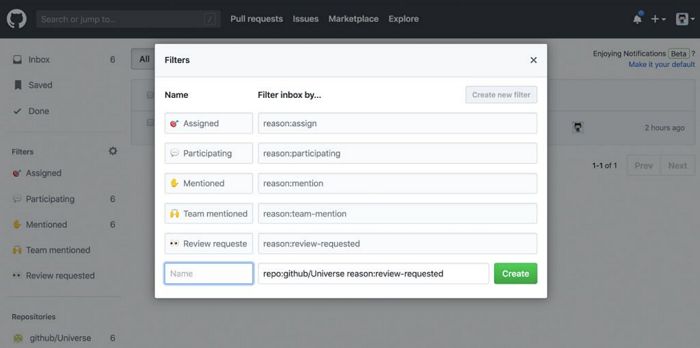 Search or jump to...
/
Pull requests
Issues
Marketplace
Explore
Inbox 6
Saved
Done
Filters
Assigned
Participating 6
Mentioned 6
Team mentioned
Review requested
Repositories
github/Universe 6
All
Enjoying Notifications Beta ?
Make it your default
2 hours ago
1-1 of 1
Prev
Next
Filters
Name
Filter inbox by...
Create new filter
Assigned
reason:assign
Participating
reason:participating
Mentioned
reason:mention
Team mentioned
reason:team-mention
Review requeste
reason:review-requested
Name
repo:github/Universe reason:review-requested
Create